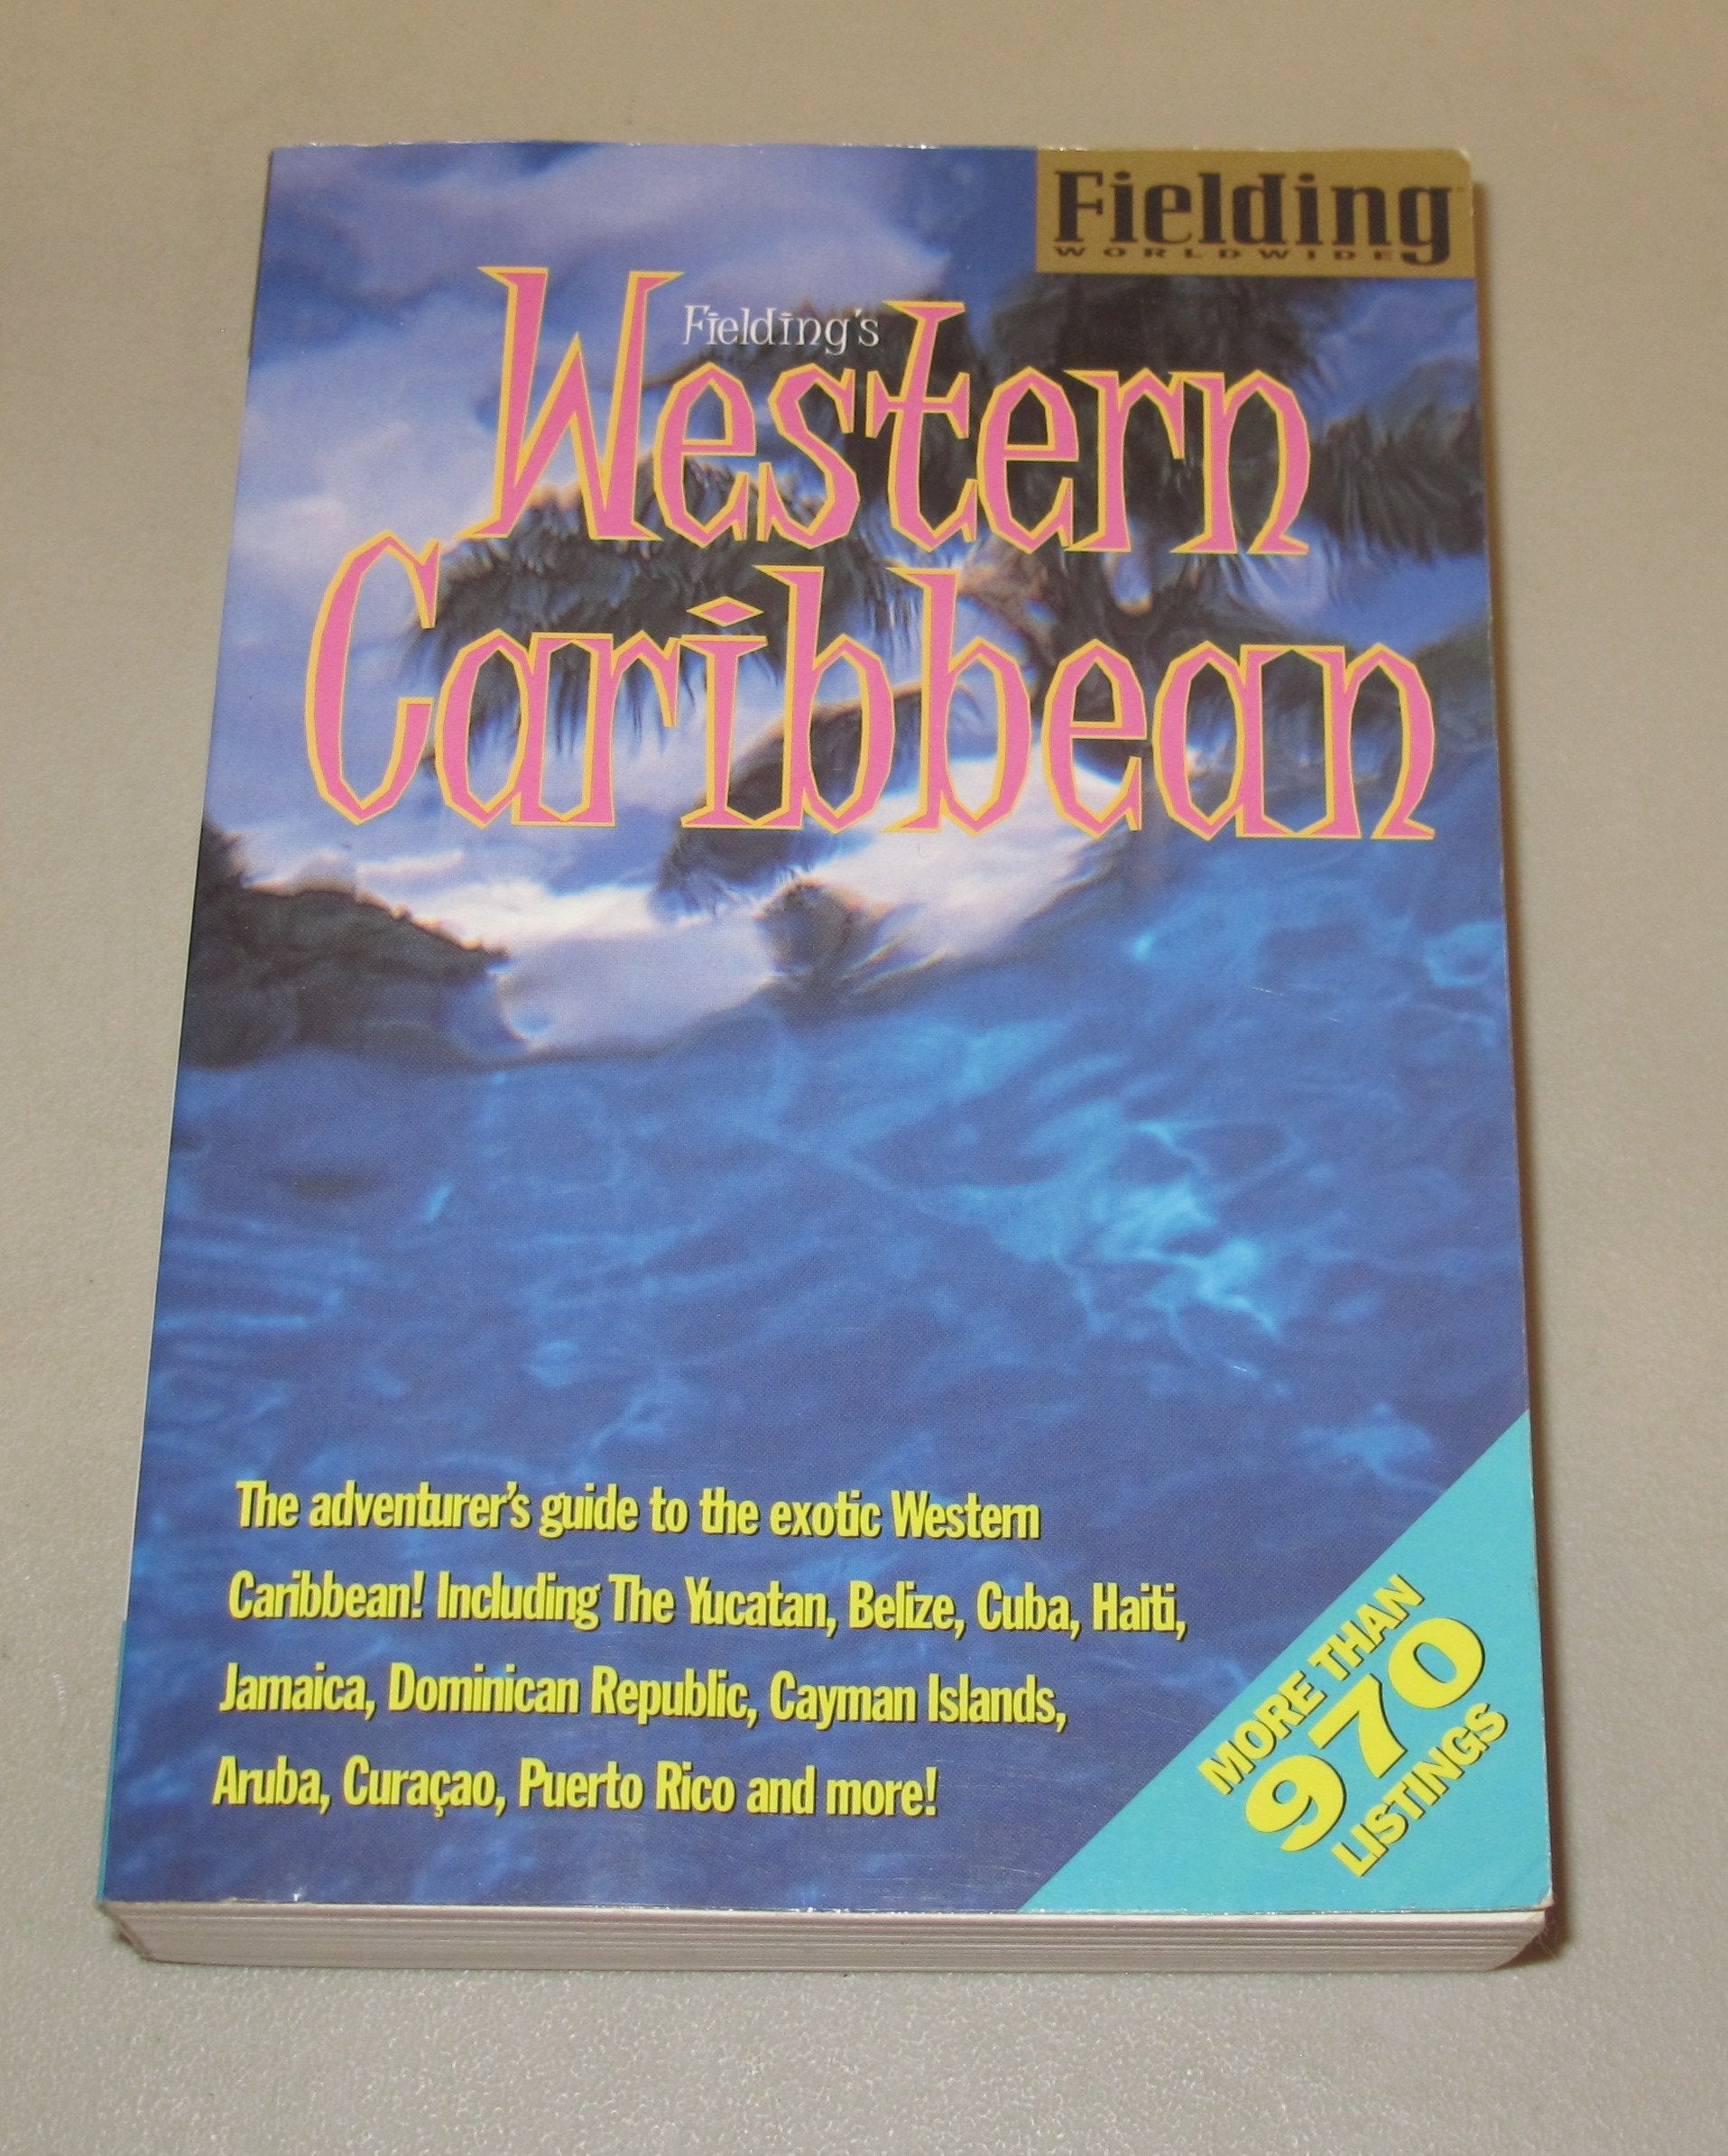 Fielding
WORLDWIDE
Fielding's
Western
Caribbean
The adventurer's guide to the exotic Western
Caribbean! Including The Yucatan, Belize, Cuba, Haiti,
Jamaica, Dominican Republic, Cayman Islands,
Aruba, Curaçao, Puerto Rico and more!
MORE THAN
970
LISTINGS